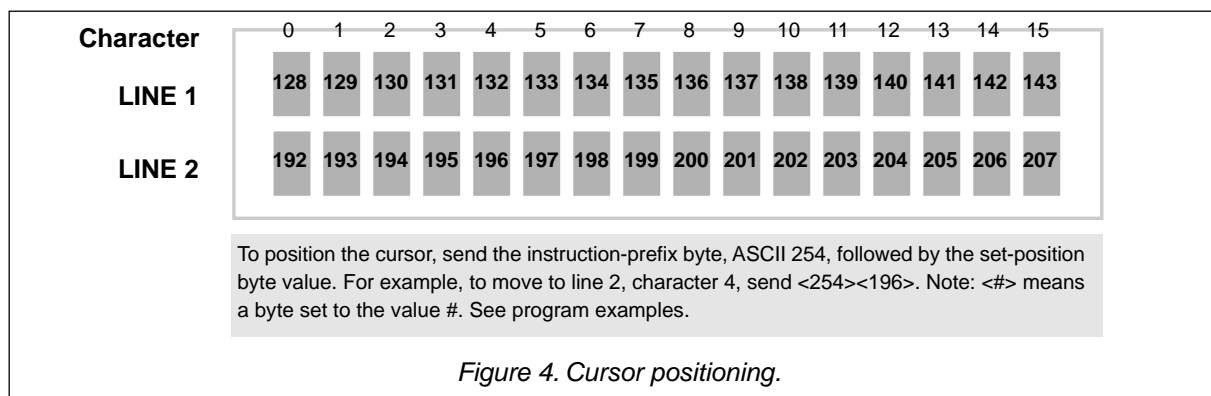 Character 0 1 2 3 4 5 6 7 8 9 10 11 12 13 14 15
LINE 1 128 129 130 131 132 133 134 135 136 137 138 139 140 141 142 143
LINE 2 192 193 194 195 196 197 198 199 200 201 202 203 204 205 206 207
To position the cursor, send the instruction-prefix byte, ASCII 254, followed by the set-position
byte value. For example, to move to line 2, character 4, send <254><196>. Note: <#> means
a byte set to the value #. See program examples.
Figure 4. Cursor positioning.